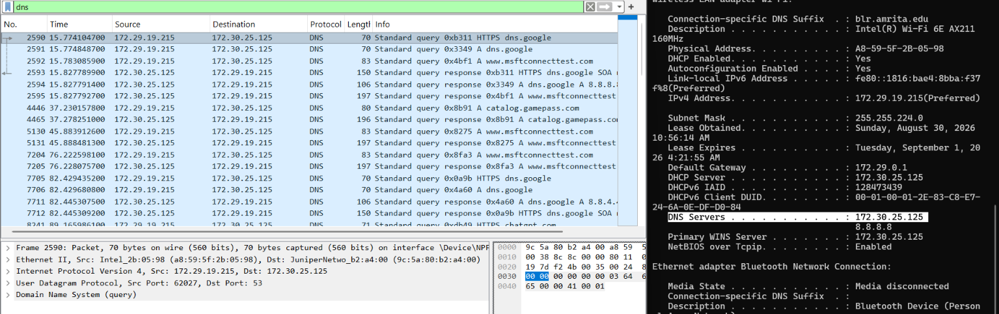 dns
No. Time Source Destination Protocol Lengtl Info
2590 15.774104700 172.29.19.215 172.30.25.125 DNS 70 Standard query 0xb311 HTTPS dns.google
2591 15.774848700 172.29.19.215 172.30.25.125 DNS 70 Standard query 0x3349 A dns.google
2592 15.783085900 172.29.19.215 172.30.25.125 DNS 83 Standard query 0x4bf1 A www.msftconnecttest.com
2593 15.827789900 172.30.25.125 172.29.19.215 DNS 150 Standard query response 0xb311 HTTPS dns.google SOA
2594 15.827791400 172.30.25.125 172.29.19.215 DNS 106 Standard query response 0x3349 A dns.google A 8.8.8.8
2595 15.827792700 172.30.25.125 172.29.19.215 DNS 197 Standard query response 0x4bf1 A www.msftconnecttest
4446 37.230157800 172.29.19.215 172.30.25.125 DNS 80 Standard query 0x8b91 A catalog.gamepass.com
4465 37.278251000 172.30.25.125 172.29.19.215 DNS 196 Standard query response 0x8b91 A catalog.gamepass.com
5130 45.883912600 172.29.19.215 172.30.25.125 DNS 83 Standard query 0x8275 A www.msftconnecttest.com
5131 45.888481300 172.30.25.125 172.29.19.215 DNS 197 Standard query response 0x8275 A www.msftconnecttest
7204 76.222598100 172.29.19.215 172.30.25.125 DNS 83 Standard query 0x8fa3 A www.msftconnecttest.com
7205 76.228075700 172.30.25.125 172.29.19.215 DNS 197 Standard query response 0x8fa3 A www.msftconnecttest
7705 82.429435200 172.29.19.215 172.30.25.125 DNS 70 Standard query 0x0a9b HTTPS dns.google
7706 82.429680800 172.29.19.215 172.30.25.125 DNS 70 Standard query 0x4a60 A dns.google
7711 82.445307500 172.30.25.125 172.29.19.215 DNS 106 Standard query response 0x4a60 A dns.google A 8.8.4.4
7712 82.445309200 172.30.25.125 172.29.19.215 DNS 150 Standard query response 0x0a9b HTTPS dns.google SOA
8241 89.165986100 172.29.19.215 172.30.25.125 DNS 71 Standard query 0xdb49 HTTPS chatgpt.com
Frame 2590: Packet, 70 bytes on wire (560 bits), 70 bytes captured (560 bits) on interface \Device\NPF
Ethernet II, Src: Intel_2b:05:98 (a8:59:5f:2b:05:98), Dst: JuniperNetwo_b2:a4:00 (9c:5a:80:b2:a4:00)
Internet Protocol Version 4, Src: 172.29.19.215, Dst: 172.30.25.125
User Datagram Protocol, Src Port: 62027, Dst Port: 53
Domain Name System (query)
0000 9c 5a 80 b2 a4 00 a8 59 5
0010 00 38 8c 8c 00 00 80 11 0
0020 19 7d f2 4b 00 35 00 24 8
0030 00 00 00 00 00 00 03 64 6
0040 65 00 00 41 00 01
Wireless LAN adapter Wi-Fi:
Connection-specific DNS Suffix . : blr.amrita.edu
Description . . . . . . . . . . . : Intel(R) Wi-Fi 6E AX211
160MHz
Physical Address. . . . . . . . . : A8-59-5F-2B-05-98
DHCP Enabled. . . . . . . . . . . : Yes
Autoconfiguration Enabled . . . . : Yes
Link-local IPv6 Address . . . . . : fe80::1816:bae4:8bba:f37
f%8(Preferred)
IPv4 Address. . . . . . . . . . . : 172.29.19.215(Preferred)
Subnet Mask . . . . . . . . . . . : 255.255.224.0
Lease Obtained. . . . . . . . . . : Sunday, August 30, 2026
10:56:14 AM
Lease Expires . . . . . . . . . . : Tuesday, September 1, 20
26 4:21:55 AM
Default Gateway . . . . . . . . . : 172.29.0.1
DHCP Server . . . . . . . . . . . : 172.30.25.125
DHCPv6 IAID . . . . . . . . . . . : 128473439
DHCPv6 Client DUID. . . . . . . . : 00-01-00-01-2E-83-C8-E7-
24-6A-0E-DF-D0-84
DNS Servers . . . . . . . . . . . : 172.30.25.125
8.8.8.8
Primary WINS Server . . . . . . . : 172.30.25.125
NetBIOS over Tcpip. . . . . . . . : Enabled
Ethernet adapter Bluetooth Network Connection:
Media State . . . . . . . . . . . : Media disconnected
Connection-specific DNS Suffix . :
Description . . . . . . . . . . . : Bluetooth Device (Person